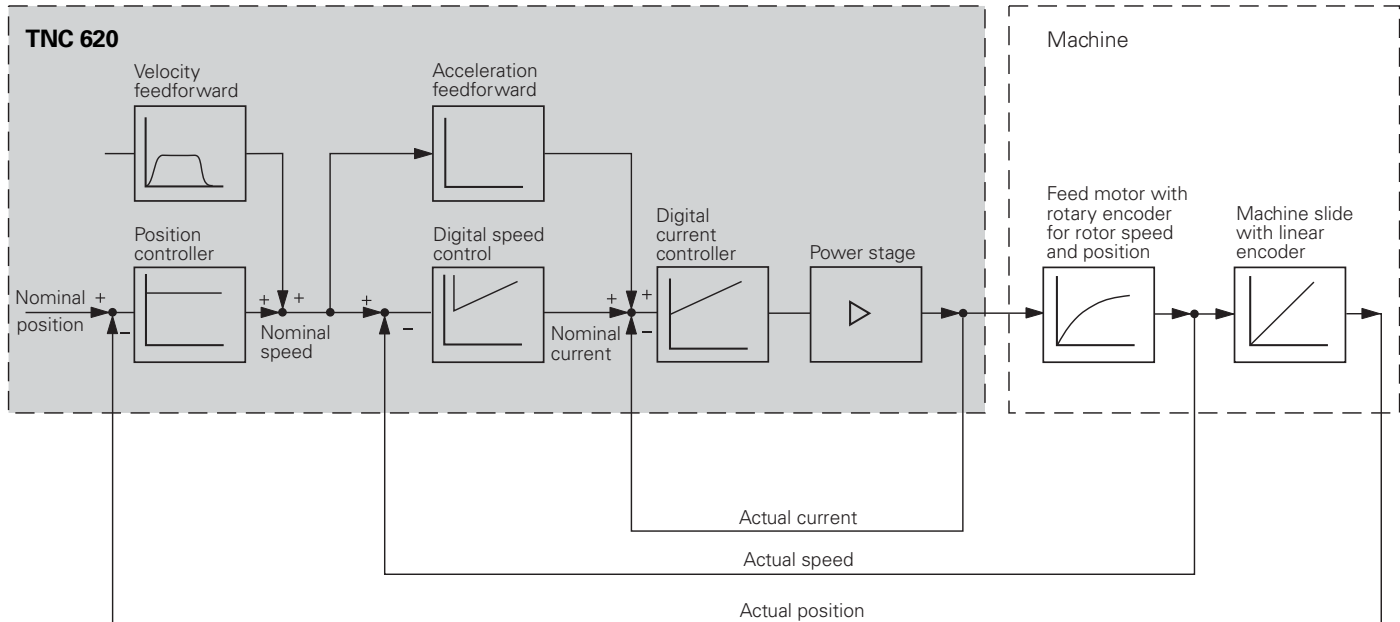 TNC 620
Machine
Velocity
feedforward
Acceleration
feedforward
Position
controller
Digital speed
control
Digital
current
controller
Power stage
Feed motor with
rotary encoder
for rotor speed
and position
Machine slide
with linear
encoder
Nominal
position
+
–
+
+
Nominal
speed
+
–
Nominal
current
+
+
–
Actual current
Actual speed
Actual position